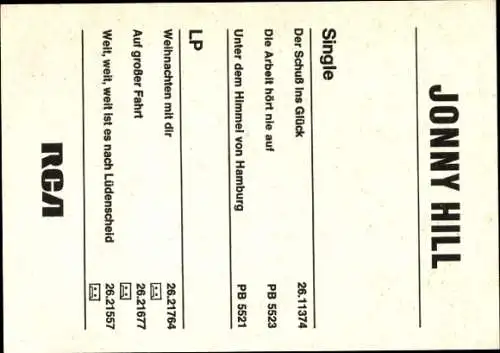 JONNY HILL
Single
Der Schuß ins Glück 26.11374
Die Arbeit hört nie auf PB 5523
Unter dem Himmel von Hamburg PB 5521
LP
Weihnachten mit dir 26.21764
Auf großer Fahrt 26.21677
Weit, weit, weit ist es nach Lüdenscheid 26.21557
RCA